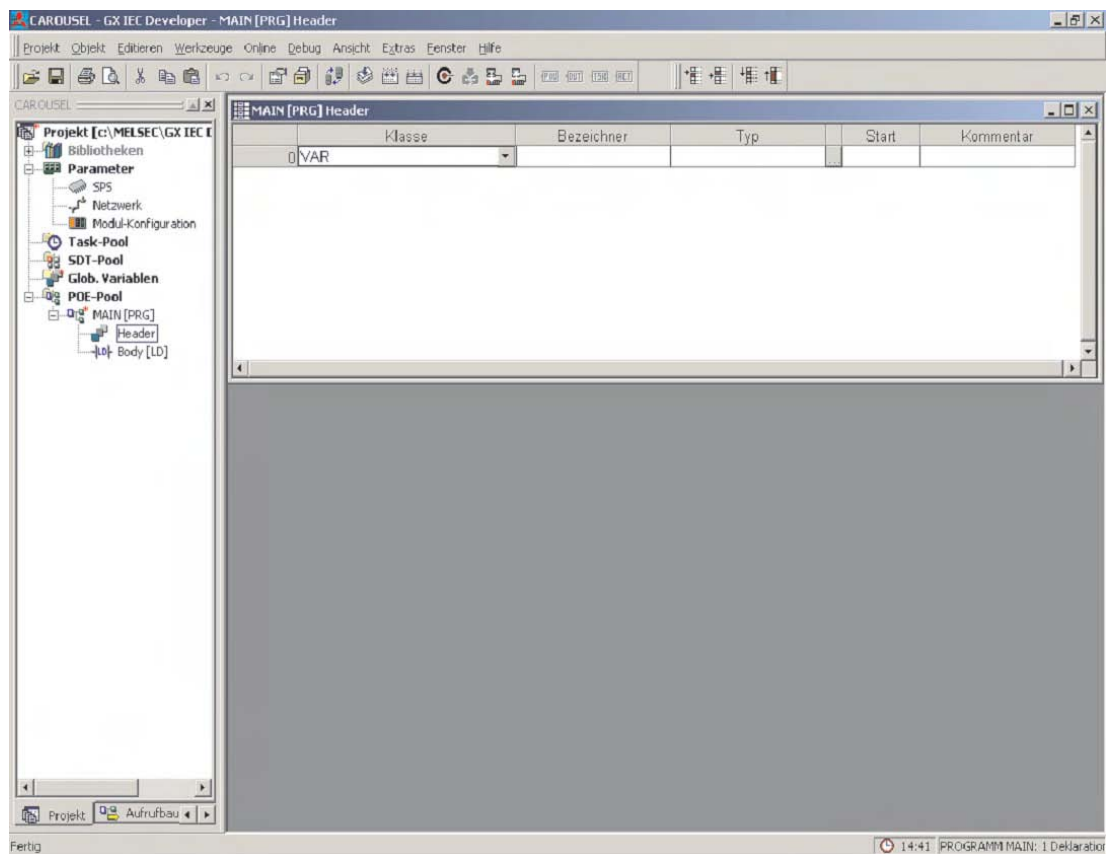 CAROUSEL - GX IEC Developer - MAIN [PRG] Header
Projekt Objekt Editieren Werkzeuge Online Debug Ansicht Extras Fenster Hilfe
CAROUSEL
Projekt [c:\MELSEC\GX IEC D
Bibliotheken
Parameter
SPS
Netzwerk
Modul-Konfiguration
Task-Pool
SDT-Pool
Glob. Variablen
POE-Pool
MAIN [PRG]
Header
Body [LD]
MAIN [PRG] Header
Klasse Bezeichner Typ Start Kommentar
0 VAR
Projekt Aufrufbau
Fertig
14:41 PROGRAMM MAIN: 1 Deklaration